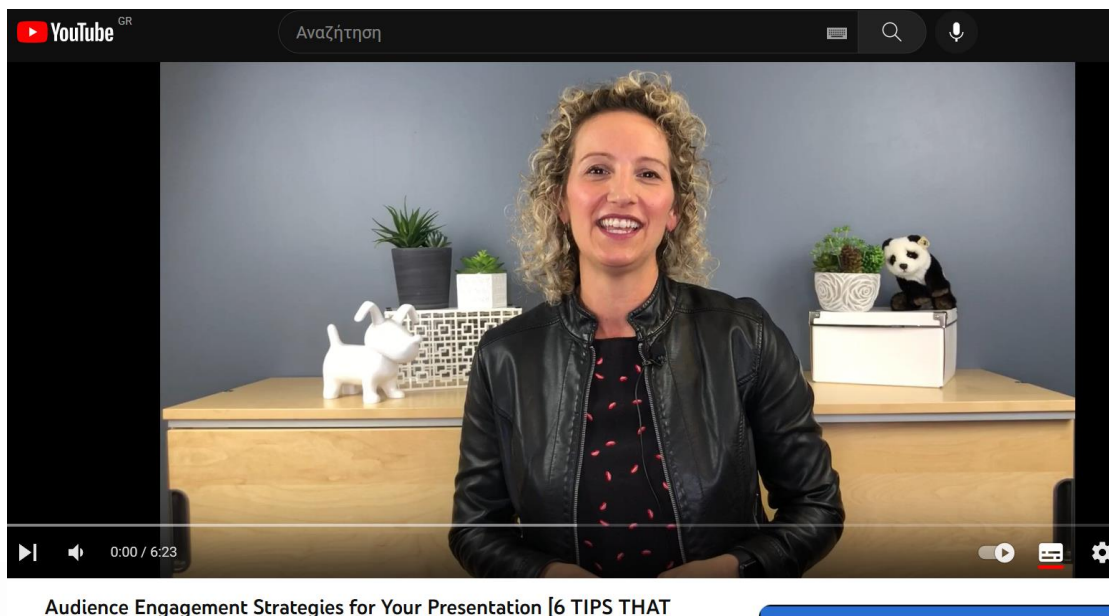 YouTube GR
Αναζήτηση
0:00 / 6:23
Audience Engagement Strategies for Your Presentation [6 TIPS THAT